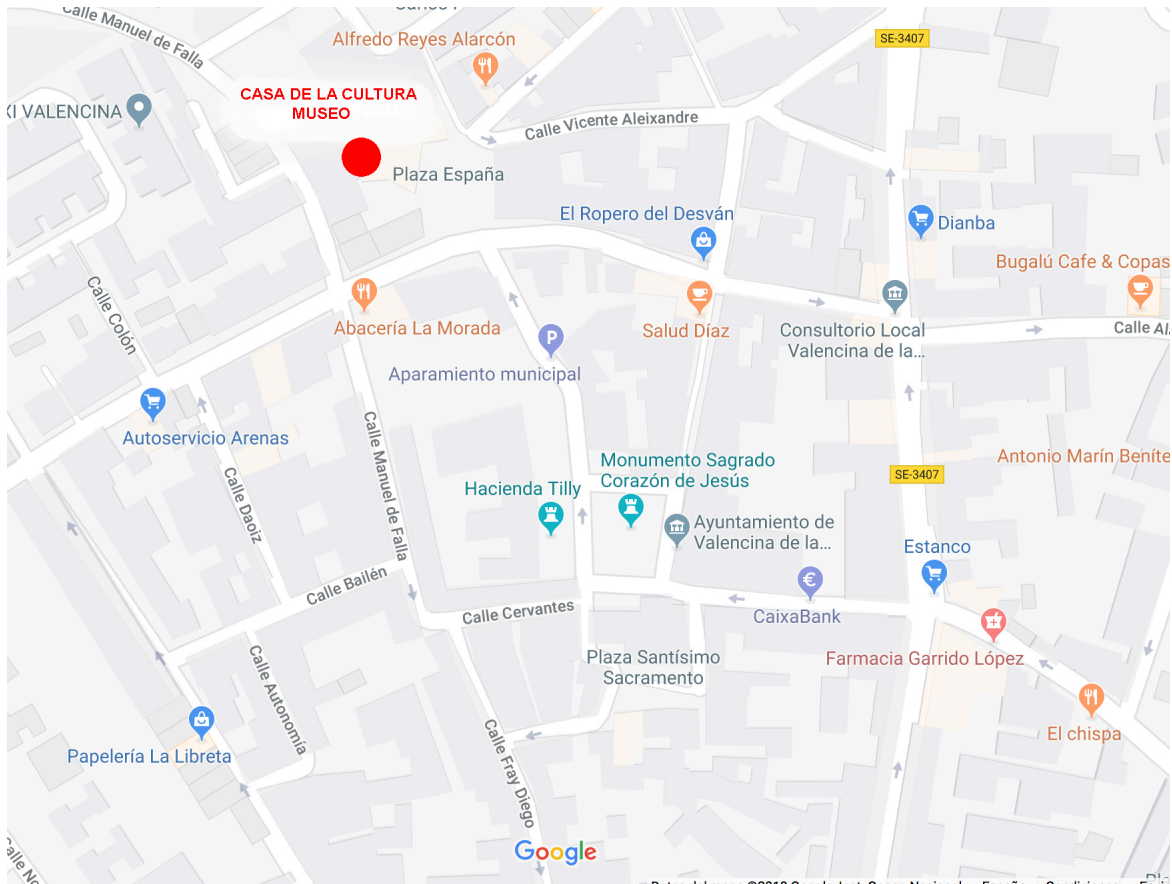 Calle Manuel de Falla
Alfredo Reyes Alarcón
SE-3407
CASA DE LA CULTURA
MUSEO
XI VALENCINA
Calle Vicente Aleixandre
Plaza España
El Ropero del Desván
Dianba
Bugalú Cafe & Copas
Calle Colón
Abacería La Morada
Salud Díaz
Consultorio Local
Valencina de la...
Calle Al
P
Aparamiento municipal
Autoservicio Arenas
Calle Manuel de Falla
Calle Daoiz
Monumento Sagrado
Corazón de Jesús
Hacienda Tilly
SE-3407
Antonio Marín Beníte
Ayuntamiento de
Valencina de la...
Estanco
Calle Bailén
€
CaixaBank
Calle Cervantes
Plaza Santísimo
Sacramento
Farmacia Garrido López
Calle Autonomía
Papelería La Libreta
Calle Fray Diego
El chispa
Google